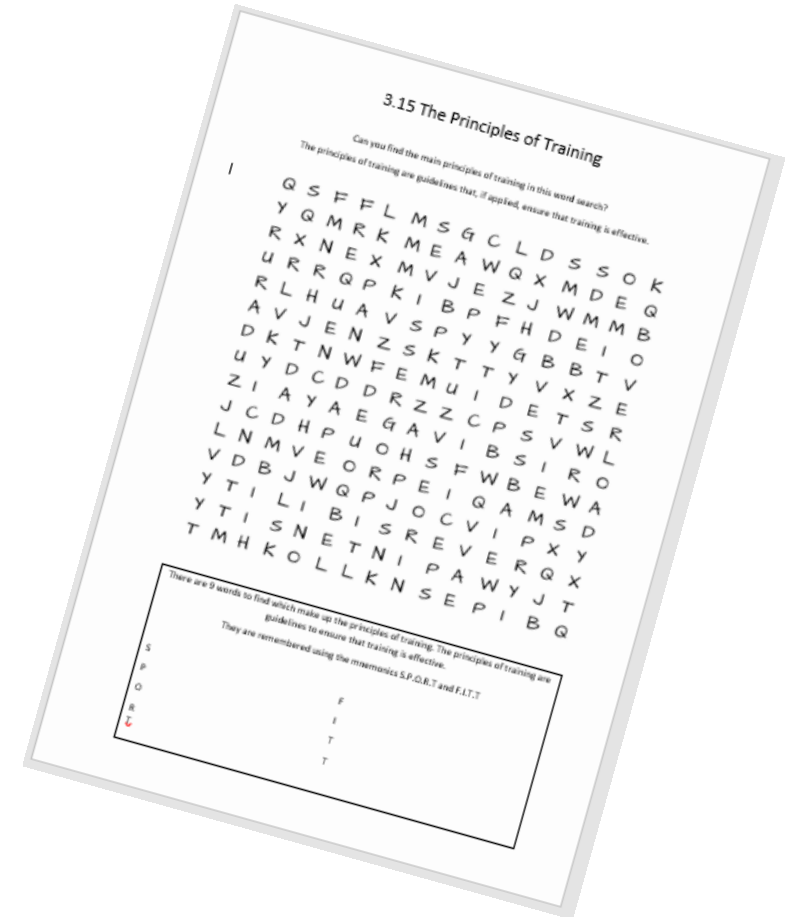 3.15 The Principles of Training
Can you find the main principles of training in this word search?
The principles of training are guidelines that, if applied, ensure that training is effective.
Q S F F L M S G C L D S S O K
Y Q M R K M E A W Q X M D E Q
R X N E X M V J E Z J W M M B
U R R Q P K I B P F H D E I O
R L H U A V S P Y Y G B B T V
A V J E N Z S K T T Y V X Z E
D K T N W F E M U I D E T S R
U Y D C D D R Z Z C P S V W L
Z I A Y A E G A V I B S I R O
J C D H P U O H S F W B E W A
L N M V E O R P E I Q A M S D
V D B J W Q P J O C V I P X Y
Y T I L I B I S R E V E R Q X
Y T I S N E T N I P A W Y J T
T M H K O L L K N S E P I B Q
There are 9 words to find which make up the principles of training. The principles of training are
guidelines to ensure that training is effective.
They are remembered using the mnemonics S.P.O.R.T and F.I.T.T
S
P
O
R
T
F
I
T
T